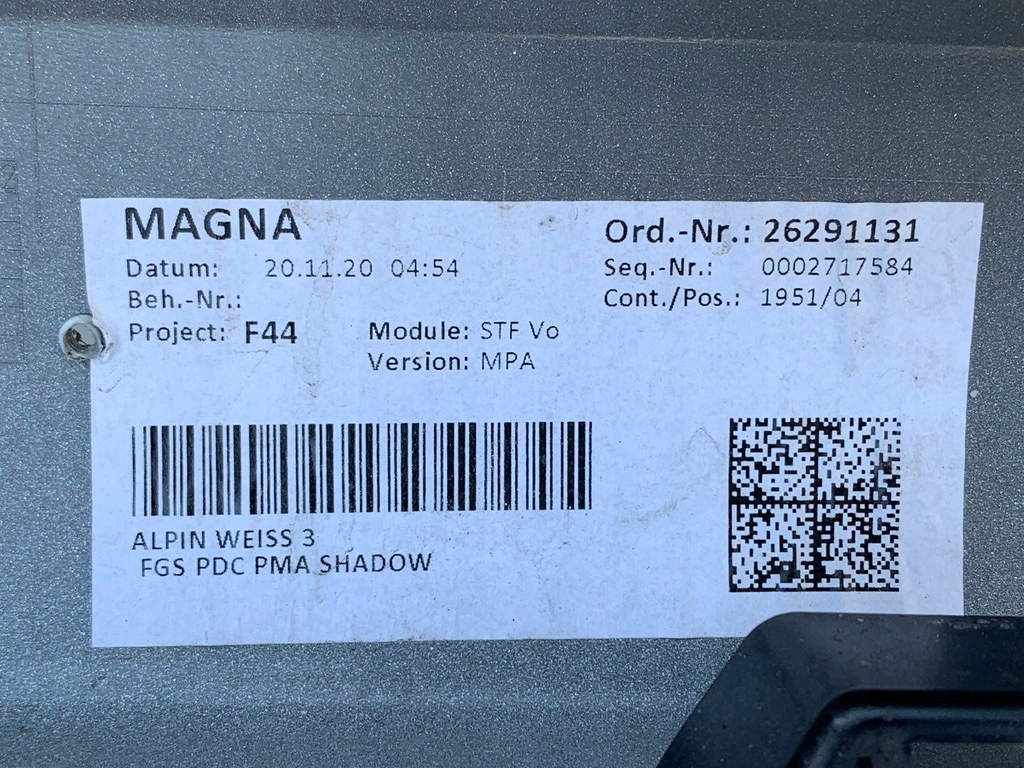 MAGNA
Ord.-Nr.: 26291131
Datum: 20.11.20 04:54
Seq.-Nr.: 0002717584
Beh.-Nr.:
Cont./Pos.: 1951/04
Project: F44
Module: STF Vo
Version: MPA
ALPIN WEISS 3
FGS PDC PMA SHADOW
2